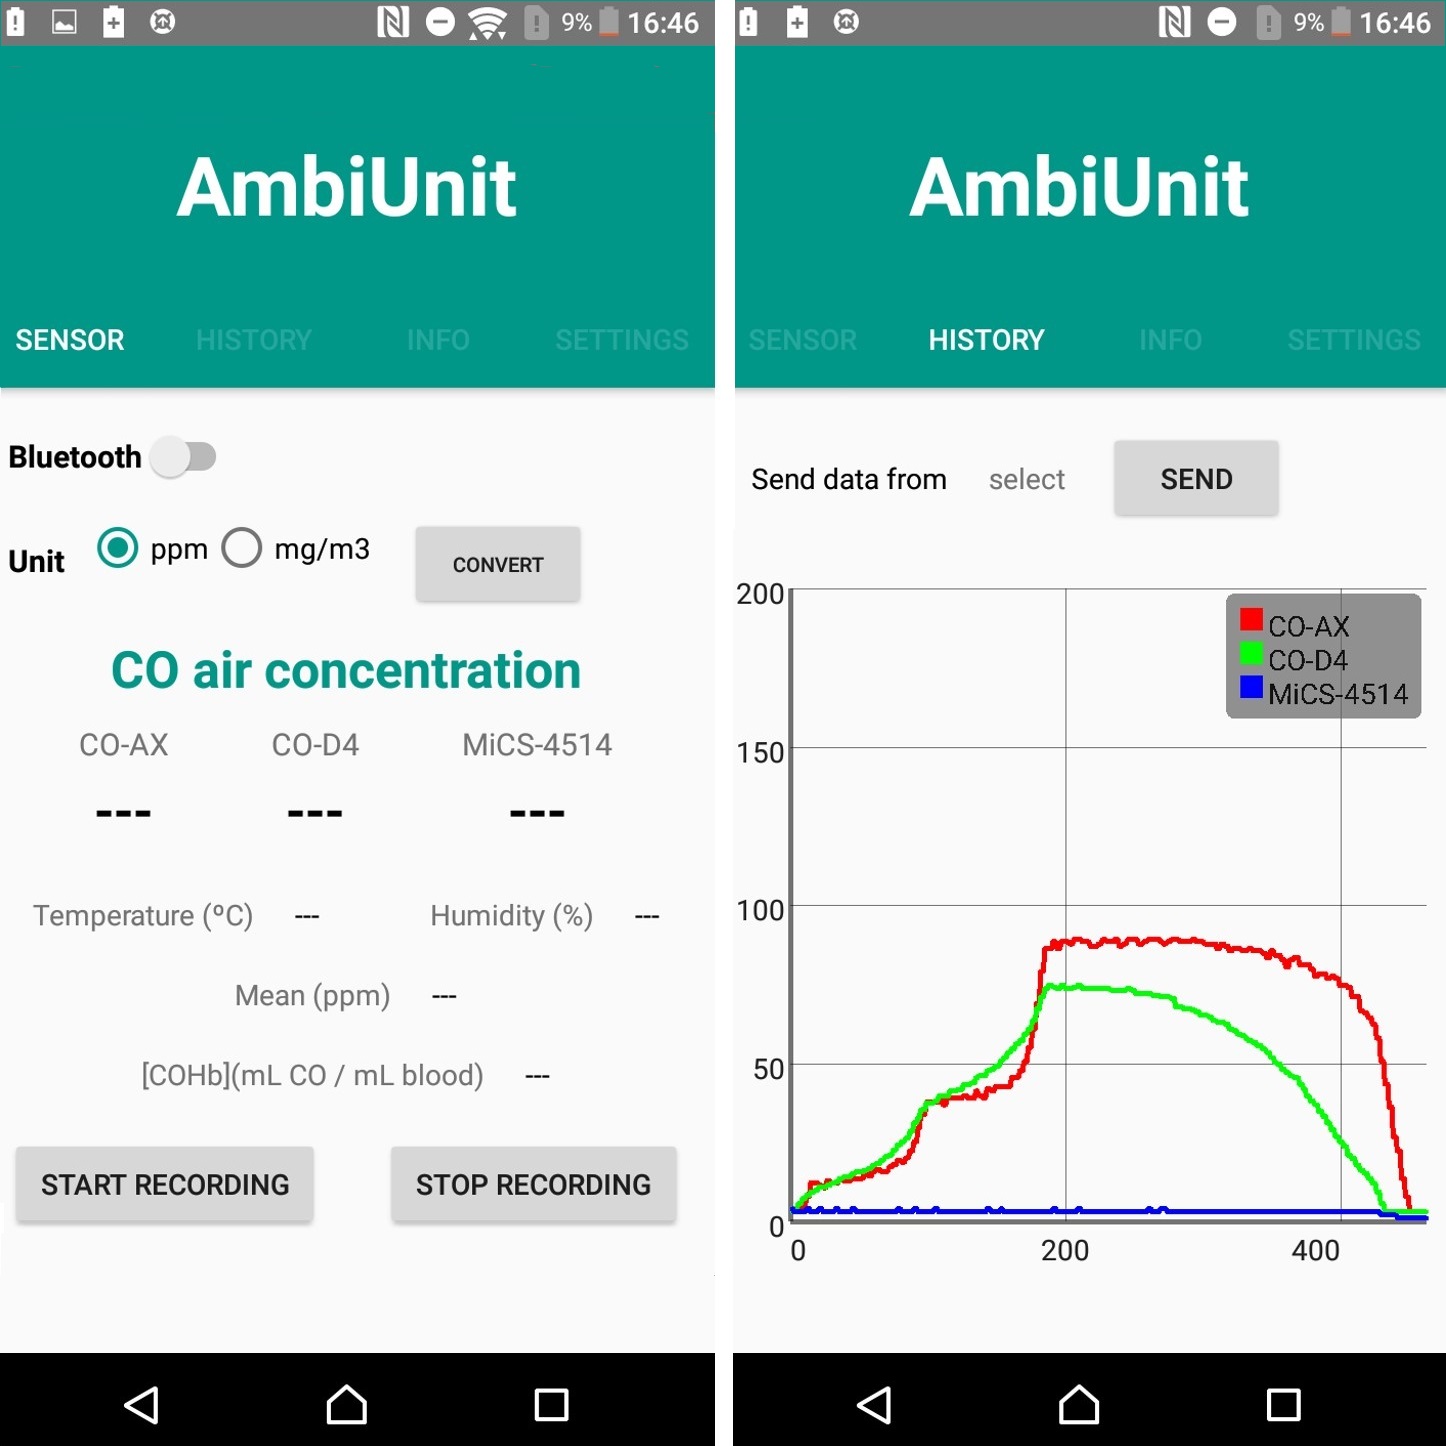 9% 16:46
AmbiUnit
SENSOR HISTORY INFO SETTINGS
Bluetooth
Unit ppm mg/m3 CONVERT
CO air concentration
CO-AX CO-D4 MiCS-4514
--- --- ---
Temperature (ºC) --- Humidity (%) ---
Mean (ppm) ---
[COHb](mL CO / mL blood) ---
START RECORDING STOP RECORDING
9% 16:46
AmbiUnit
SENSOR HISTORY INFO SETTINGS
Send data from select SEND
200
CO-AX
CO-D4
MiCS-4514
150
100
50
0
0 200 400